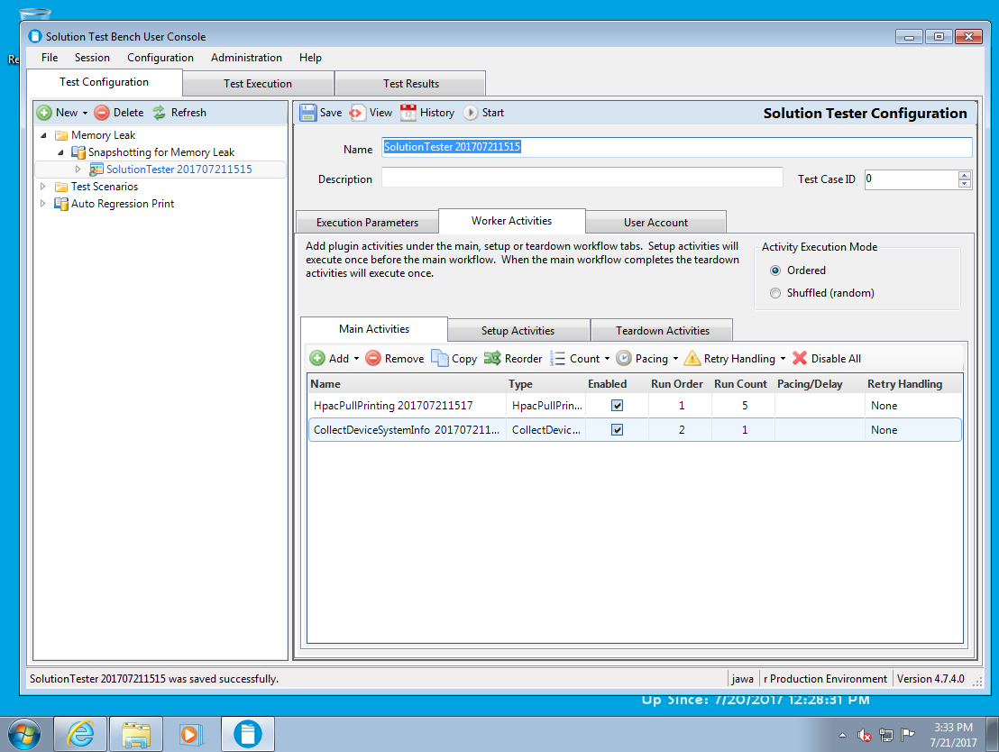 Re
Solution Test Bench User Console
File Session Configuration Administration Help
Test Configuration Test Execution Test Results
New Delete Refresh
Memory Leak
Snapshotting for Memory Leak
SolutionTester 201707211515
Test Scenarios
Auto Regression Print
Save View 17 History Start Solution Tester Configuration
Name SolutionTester 201707211515
Description Test Case ID 0
Execution Parameters Worker Activities User Account
Add plugin activities under the main, setup or teardown workflow tabs. Setup activities will
execute once before the main workflow. When the main workflow completes the teardown
activities will execute once.
Activity Execution Mode
Ordered
Shuffled (random)
Main Activities Setup Activities Teardown Activities
Add Remove Copy Reorder Count Pacing Retry Handling Disable All
Name Type Enabled Run Order Run Count Pacing/Delay Retry Handling
HpacPullPrinting 201707211517 HpacPullPrin... 1 5 None
CollectDeviceSystemInfo 201707211... CollectDevic... 2 1 None
SolutionTester 201707211515 was saved successfully. jawa r Production Environment Version 4.7.4.0
Up Since: 7/20/2017 12:28:31 PM
3:33 PM
7/21/2017